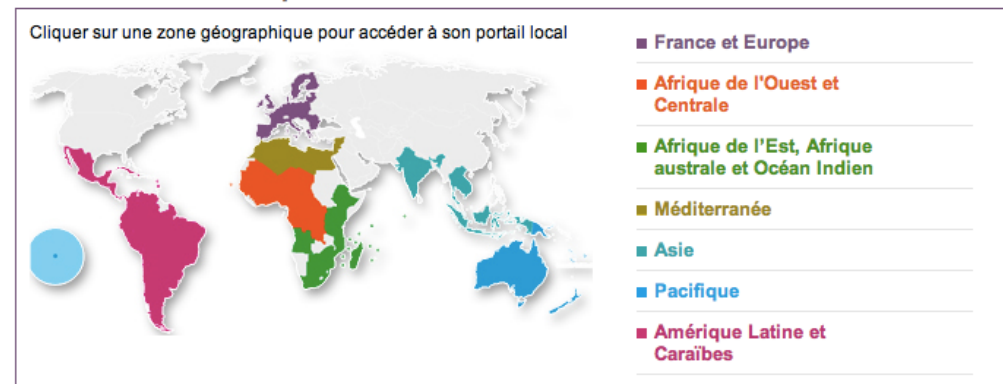 Cliquer sur une zone géographique pour accéder à son portail local
France et Europe
Afrique de l'Ouest et
Centrale
Afrique de l’Est, Afrique
australe et Océan Indien
Méditerranée
Asie
Pacifique
Amérique Latine et
Caraïbes